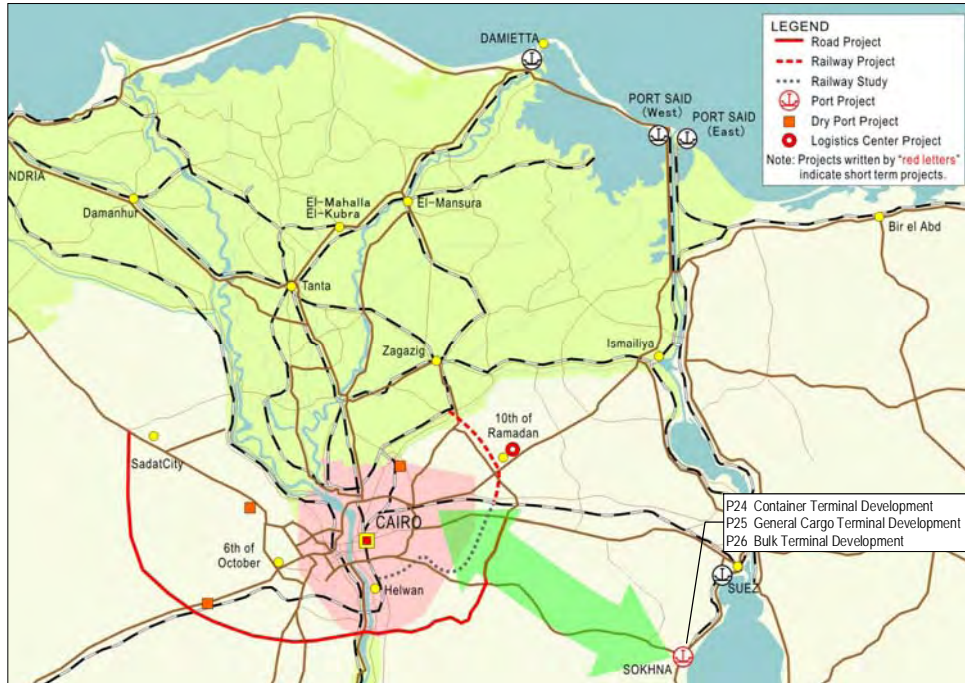 DAMIETTA
PORT SAID
(West)
PORT SAID
(East)
LEGEND
Road Project
Railway Project
Railway Study
Port Project
Dry Port Project
Logistics Center Project
Note: Projects written by "red letters"
indicate short term projects.
NDRIA
Damanhur
El-Mahalla
El-Kubra
El-Mansura
Bir el Abd
Tanta
Zagazig
Ismailiya
10th of
Ramadan
SadatCity
CAIRO
6th of
October
Helwan
P24 Container Terminal Development
P25 General Cargo Terminal Development
P26 Bulk Terminal Development
SUEZ
SOKHNA